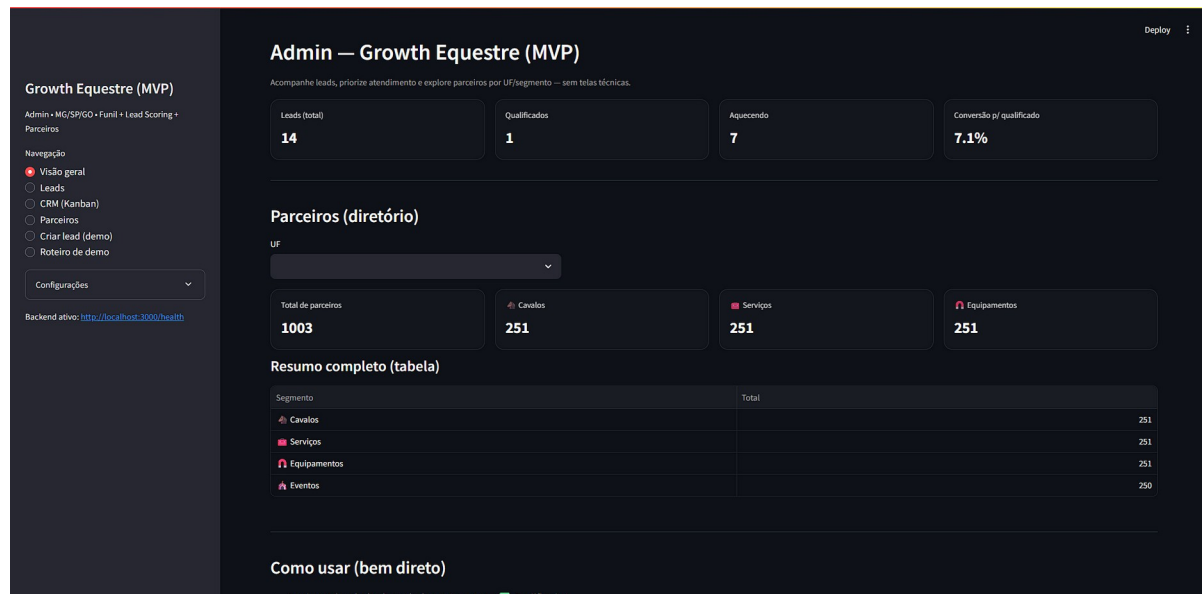 Deploy
Growth Equestre (MVP)
Admin • MG/SP/GO • Funil + Lead Scoring +
Parceiros
Navegação
Visão geral
Leads
CRM (Kanban)
Parceiros
Criar lead (demo)
Roteiro de demo
Configurações
Backend ativo: http://localhost:3000/health
Admin — Growth Equestre (MVP)
Acompanhe leads, priorize atendimento e explore parceiros por UF/segmento — sem telas técnicas.
Leads (total)
14
Qualificados
1
Aquecendo
7
Conversão p/ qualificado
7.1%
Parceiros (diretório)
UF
Total de parceiros
1003
Cavalos
251
Serviços
251
Equipamentos
251
Resumo completo (tabela)
Segmento Total
Cavalos 251
Serviços 251
Equipamentos 251
Eventos 250
Como usar (bem direto)